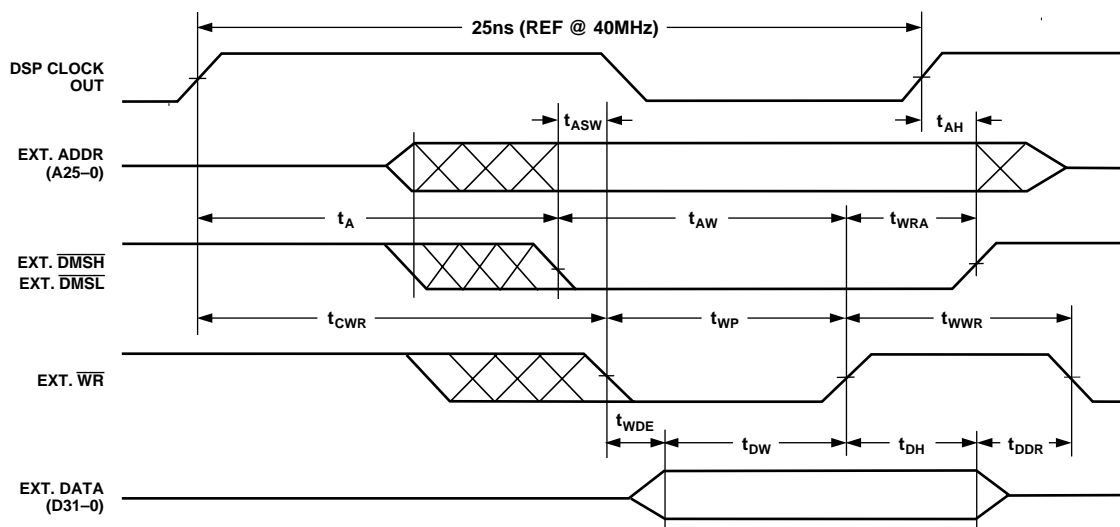 25ns (REF @ 40MHz)
DSP CLOCK
OUT
tASW
tAH
EXT. ADDR
(A25–0)
tA
tAW
tWRA
EXT. DMSH
EXT. DMSL
tCWR
tWP
tWWR
EXT. WR
tWDE
tDW
tDH
tDDR
EXT. DATA
(D31–0)